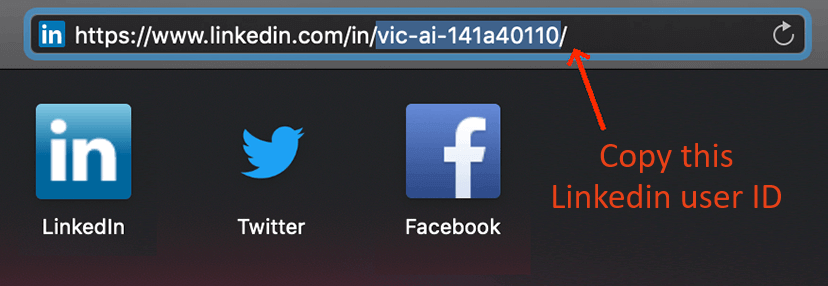 in https://www.linkedin.com/in/vic-ai-141a40110/
in
f
LinkedIn Twitter Facebook
Copy this
Linkedin user ID